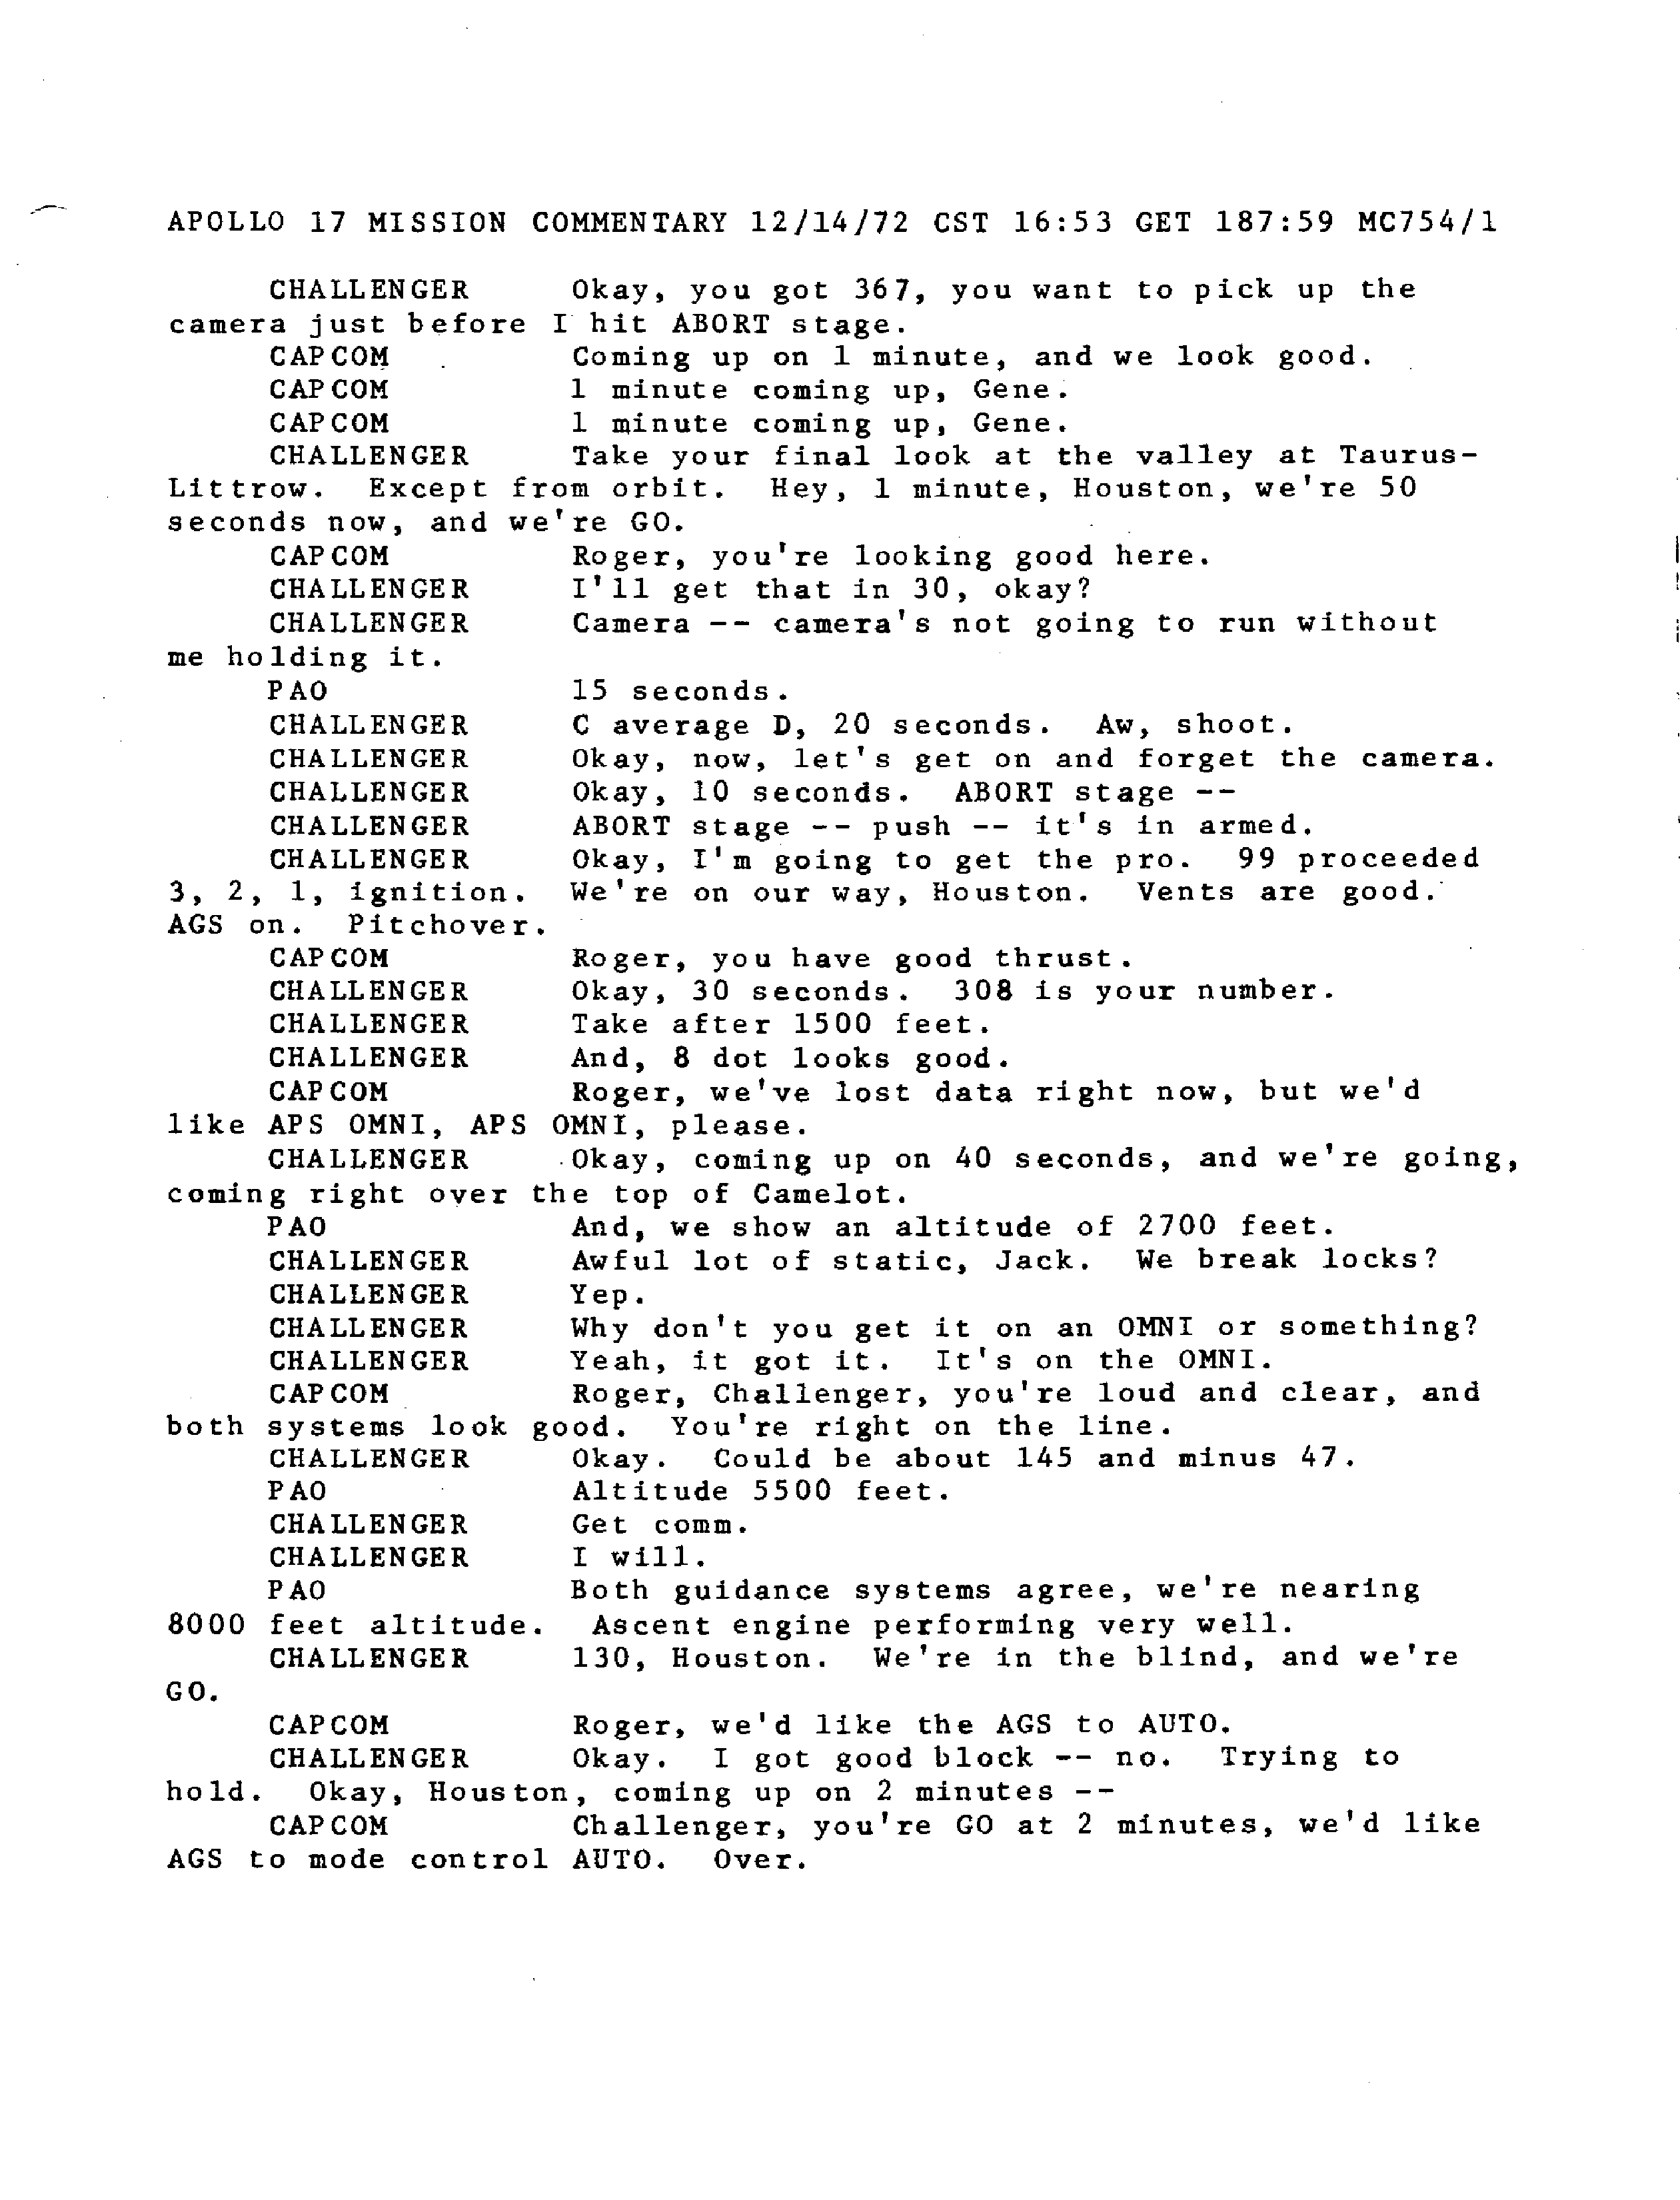 APOLLO 17 MISSION COMMENTARY 12/14/72 CST 16:53 GET 187:59 MC754/1
CHALLENGER Okay, you got 367, you want to pick up the
camera just before I hit ABORT stage.
CAPCOM Coming up on 1 minute, and we look good.
CAPCOM 1 minute coming up, Gene.
CAPCOM 1 minute coming up, Gene.
CHALLENGER Take your final look at the valley at Taurus-
Littrow. Except from orbit. Hey, 1 minute, Houston, we're 50
seconds now, and we're GO.
CAPCOM Roger, you're looking good here.
CHALLENGER I'll get that in 30, okay?
CHALLENGER Camera -- camera's not going to run without
me holding it.
PAO 15 seconds.
CHALLENGER C average D, 20 seconds. Aw, shoot.
CHALLENGER Okay, now, let's get on and forget the camera.
CHALLENGER Okay, 10 seconds. ABORT stage --
CHALLENGER ABORT stage -- push -- it's in armed.
CHALLENGER Okay, I'm going to get the pro. 99 proceeded
3, 2, 1, ignition. We're on our way, Houston. Vents are good.
AGS on. Pitchover.
CAPCOM Roger, you have good thrust.
CHALLENGER Okay, 30 seconds. 308 is your number.
CHALLENGER Take after 1500 feet.
CHALLENGER And, 8 dot looks good.
CAPCOM Roger, we've lost data right now, but we'd
like APS OMNI, APS OMNI, please.
CHALLENGER Okay, coming up on 40 seconds, and we're going,
coming right over the top of Camelot.
PAO And, we show an altitude of 2700 feet.
CHALLENGER Awful lot of static, Jack. We break locks?
CHALLENGER Yep.
CHALLENGER Why don't you get it on an OMNI or something?
CHALLENGER Yeah, it got it. It's on the OMNI.
CAPCOM Roger, Challenger, you're loud and clear, and
both systems look good. You're right on the line.
CHALLENGER Okay. Could be about 145 and minus 47.
PAO Altitude 5500 feet.
CHALLENGER Get comm.
CHALLENGER I will.
PAO Both guidance systems agree, we're nearing
8000 feet altitude. Ascent engine performing very well.
CHALLENGER 130, Houston. We're in the blind, and we're
GO.
CAPCOM Roger, we'd like the AGS to AUTO.
CHALLENGER Okay. I got good block -- no. Trying to
hold. Okay, Houston, coming up on 2 minutes --
CAPCOM Challenger, you're GO at 2 minutes, we'd like
AGS to mode control AUTO. Over.